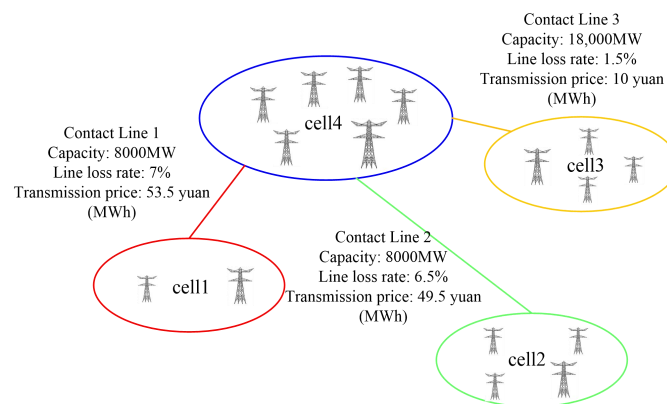 Contact Line 3
Capacity: 18,000MW
Line loss rate: 1.5%
Transmission price: 10 yuan
(MWh)
cell4
Contact Line 1
Capacity: 8000MW
Line loss rate: 7%
Transmission price: 53.5 yuan
(MWh)
cell3
Contact Line 2
Capacity: 8000MW
Line loss rate: 6.5%
Transmission price: 49.5 yuan
(MWh)
cell1
cell2